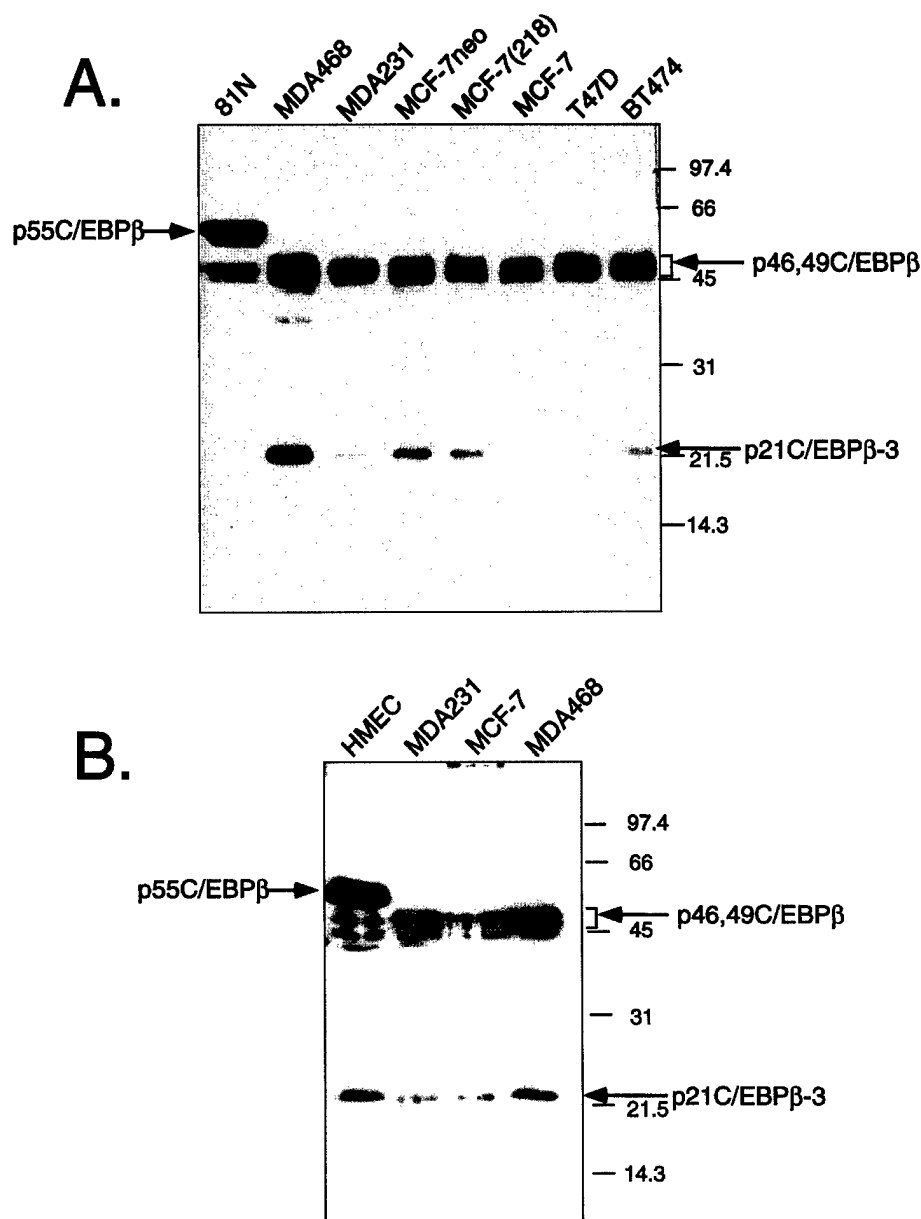 A.
81N
MDA468
MDA231
MCF-7neo
MCF-7(218)
MCF-7
T47D
BT474
97.4
66
p55C/EBPβ
p46,49C/EBPβ
45
31
p21C/EBPβ-3
21.5
14.3
B.
HMEC
MDA231
MCF-7
MDA468
97.4
66
p55C/EBPβ
p46,49C/EBPβ
45
31
p21C/EBPβ-3
21.5
14.3